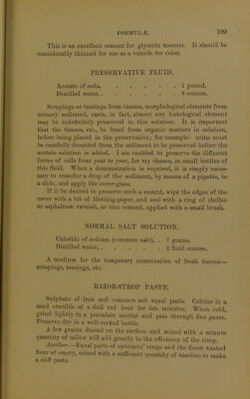 FORMULÆ. 199
This is an excellent cement for glycerin mounts. It should be
considerably thinned for use as a vehicle for color.
PRESERVATIVE FLUID.
Acetate of soda, . . . . . . 1 pound.
Distilled water, . . . . . . 8 ounces.
Scrapings or teasings from tissues, morphological elements from
urinary sediment, casts, in fact, almost any histological element
may be indefinitely preserved in this solution. It is important
that the tissues, etc., be freed from organic matters in solution,
before being placed in the preservative; for example: urine must
be carefully decanted from the sediment to be preserved before the
acetate solution is added. I am enabled to preserve the different
forms of cells from year to year, for my classes, in small bottles of
this fluid. When a demonstration is required, it is simply neces-
sary to transfer a drop of the sediment, by means of a pipette, to
a slide, and apply the cover-glass.
If it be desired to preserve such a mount, wipe the edges of the
cover with a bit of blotting-paper, and seal with a ring of shellac
or asphaltum varnish, or zinc cement, applied with a small brush.
NORMAL SALT SOLUTION.
Chloride of sodium (common salt), . 7 grains.
Distilled water, . . . . . . 2 fluid ounces.
A medium for the temporary examination of fresh tissues—
scrapings, teasings, etc.
RAZOR-STROP PASTE.
Sulphate of iron and common salt equal parts. Calcine in a
sand crucible at a dull red heat for ten minutes. When cold,
grind lightly in a porcelain mortar and pass through fine gauze.
Preserve dry in a well-corked bottle.
A few grains dusted on the surface and mixed with a minute
quantity of tallow will add greatly to the efficiency of the strop.
Another.—Equal parts of opticians' rouge and the finest washed
flour of emery, mixed with a sufficient quantity of vaseline to make
a stiff paste.